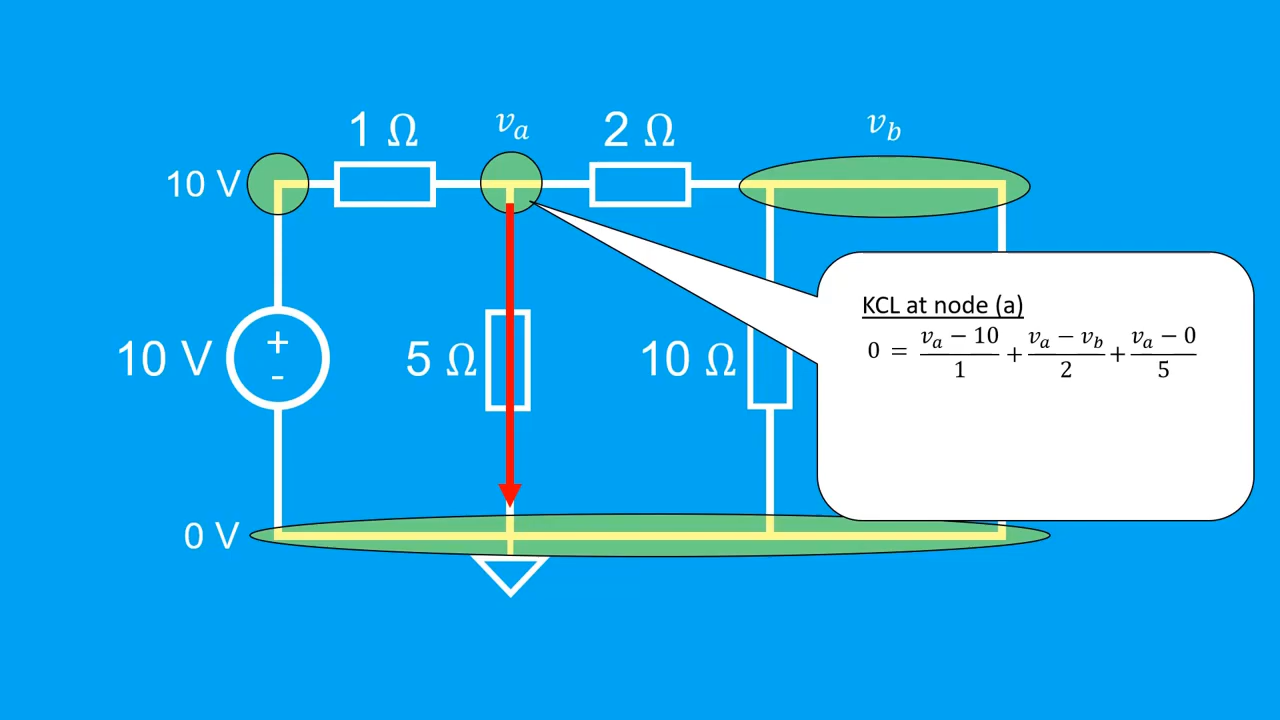 1 Ω
v_a
2 Ω
v_b
10 V
10 V
+
-
5 Ω
10 Ω
KCL at node (a)
0 = (v_a − 10)/1 + (v_a − v_b)/2 + (v_a − 0)/5
0 V